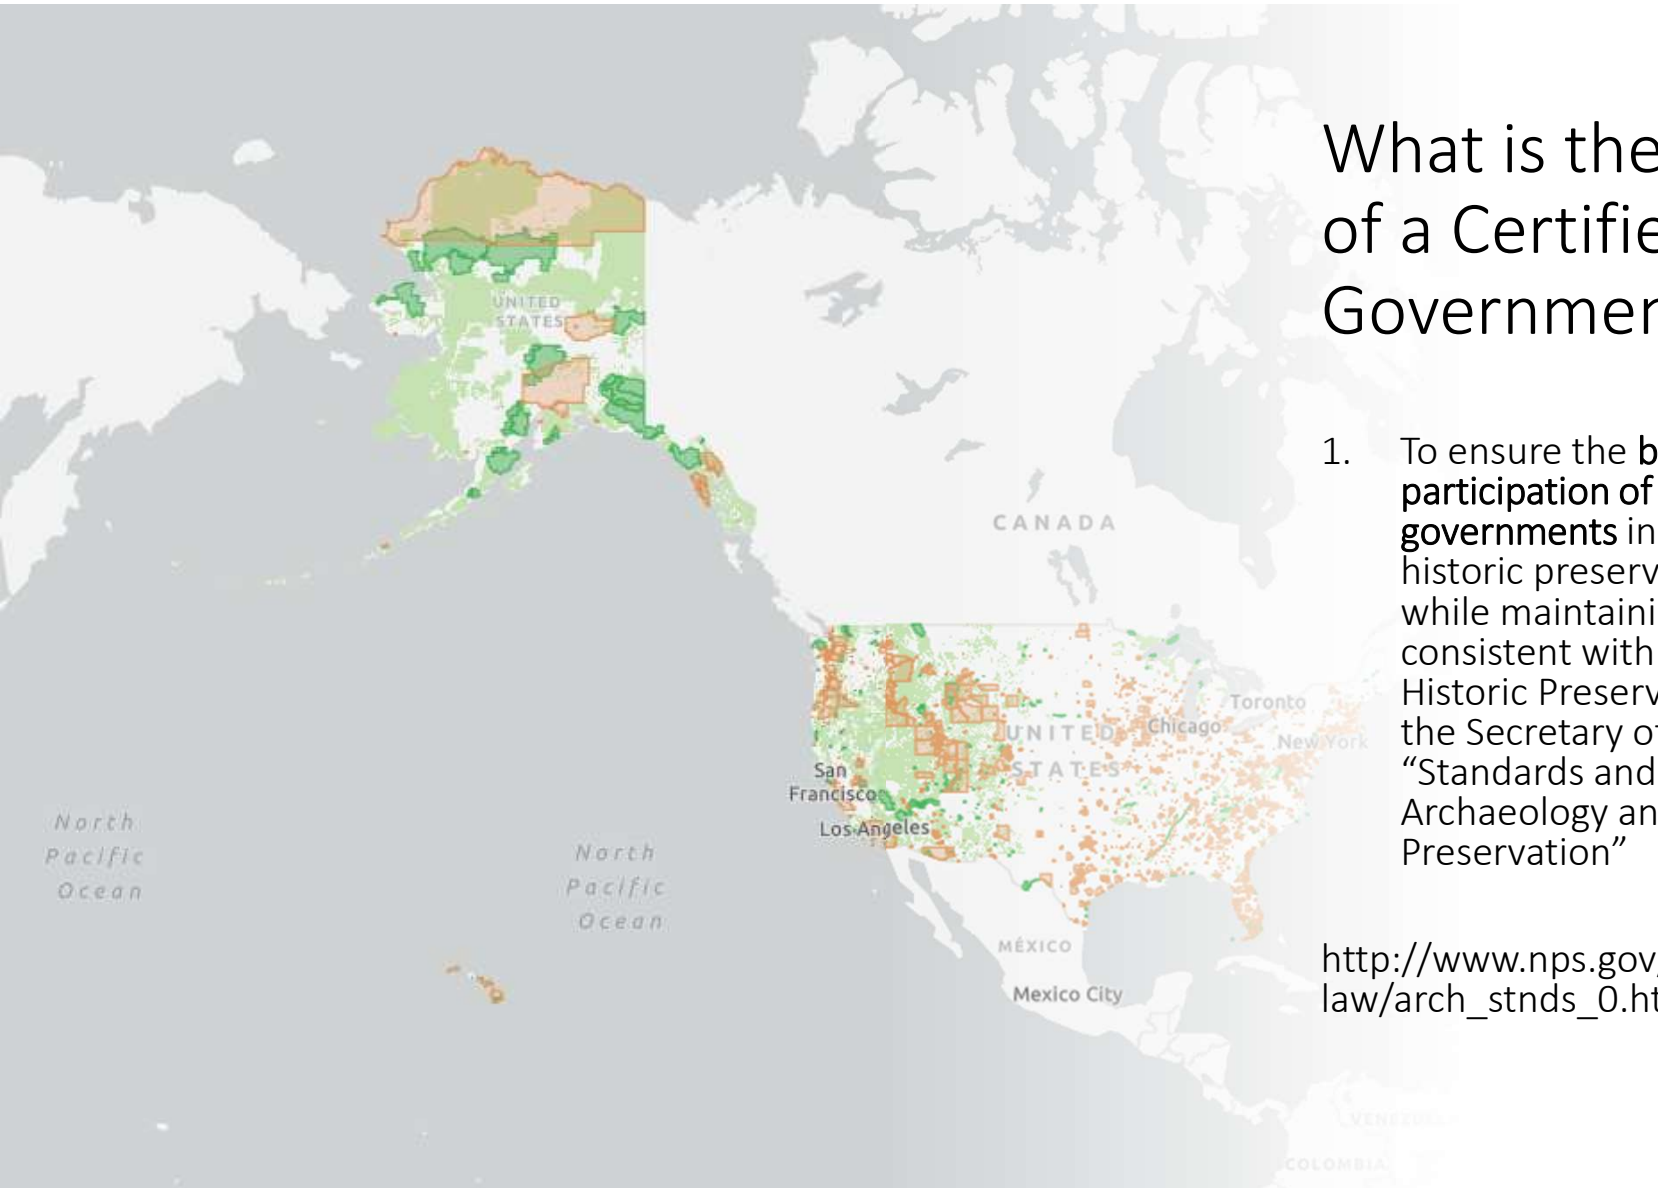 What is the
of a Certifie
Governmen
1. To ensure the b
participation of
governments in
historic preserv
while maintaini
consistent with
Historic Preserv
the Secretary of
“Standards and
Archaeology an
Preservation”
http://www.nps.gov/
law/arch_stnds_0.ht
UNITED
STATES
CANADA
Toronto
Chicago
New York
UNITED
STATES
San
Francisco
Los Angeles
North
Pacific
Ocean
North
Pacific
Ocean
MÉXICO
Mexico City
VENEZUELA
COLOMBIA